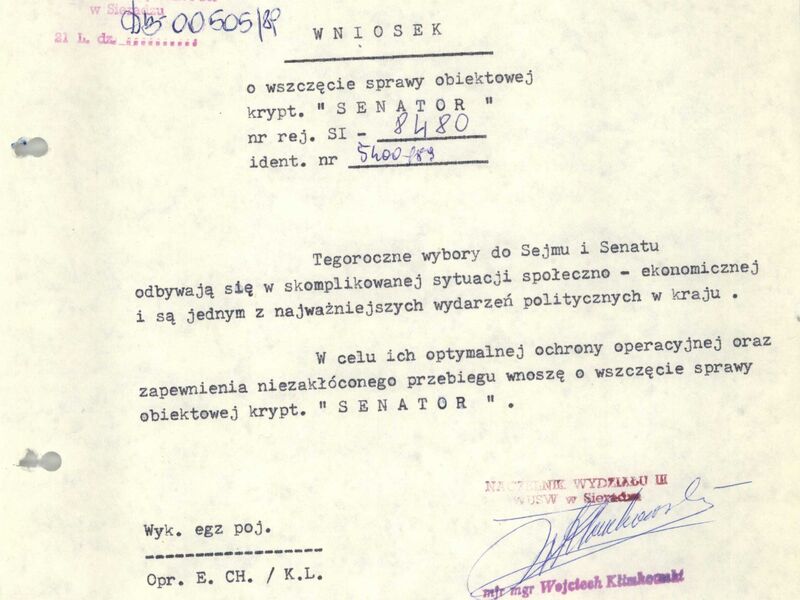 w Sieradzu
00505/89
21 L. dz.
WNIOSEK
o wszczęcie sprawy obiektowej
krypt. "SENATOR"
nr rej. SI - 8480
ident. nr 5400/89
Tegoroczne wybory do Sejmu i Senatu
odbywają się w skomplikowanej sytuacji społeczno - ekonomicznej
i są jednym z najważniejszych wydarzeń politycznych w kraju .
W celu ich optymalnej ochrony operacyjnej oraz
zapewnienia niezakłóconego przebiegu wnoszę o wszczęcie sprawy
obiektowej krypt. "SENATOR" .
NACZELNIK WYDZIAŁU III
WUSW w Sieradzu
Wyk. egz poj.
Opr. E. CH. / K.L.
mjr mgr Wojciech Klimkowski